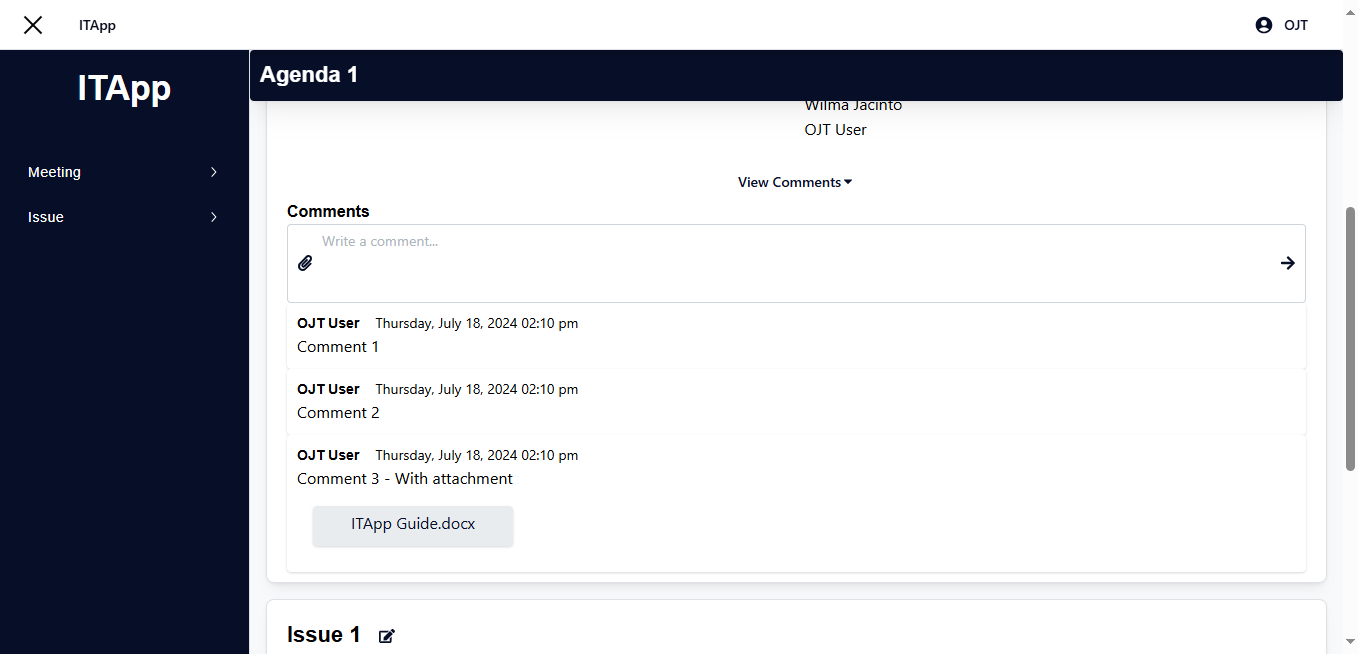 ITApp
OJT
ITApp
Agenda 1
Meeting
Issue
Wilma Jacinto
OJT User
View Comments
Comments
Write a comment...
OJT User Thursday, July 18, 2024 02:10 pm
Comment 1
OJT User Thursday, July 18, 2024 02:10 pm
Comment 2
OJT User Thursday, July 18, 2024 02:10 pm
Comment 3 - With attachment
ITApp Guide.docx
Issue 1